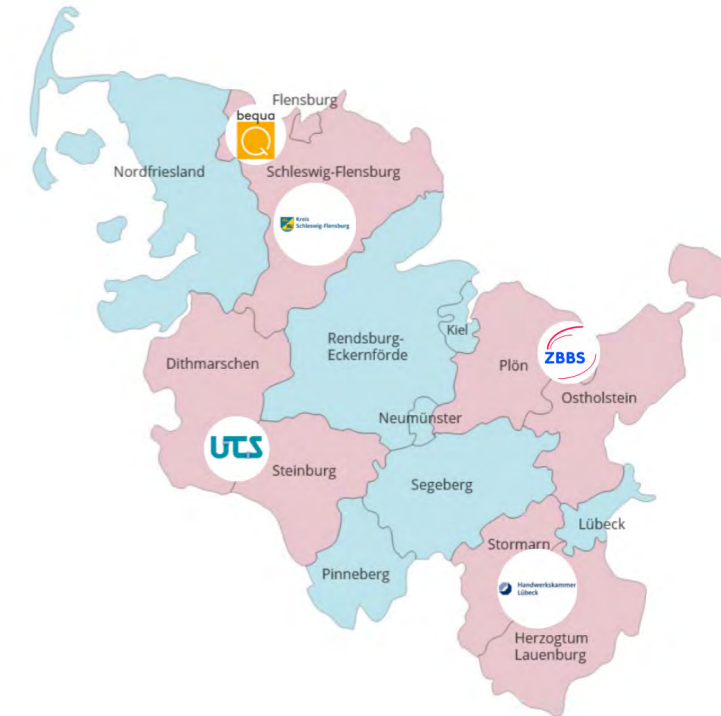 Flensburg
bequa
Nordfriesland
Schleswig-Flensburg
Kreis
Schleswig-Flensburg
Kiel
Rendsburg-
Eckernförde
Dithmarschen
Plön
ZBBS
Ostholstein
Neumünster
UTS
Steinburg
Segeberg
Lübeck
Stormarn
Pinneberg
Handwerkskammer
Lübeck
Herzogtum
Lauenburg